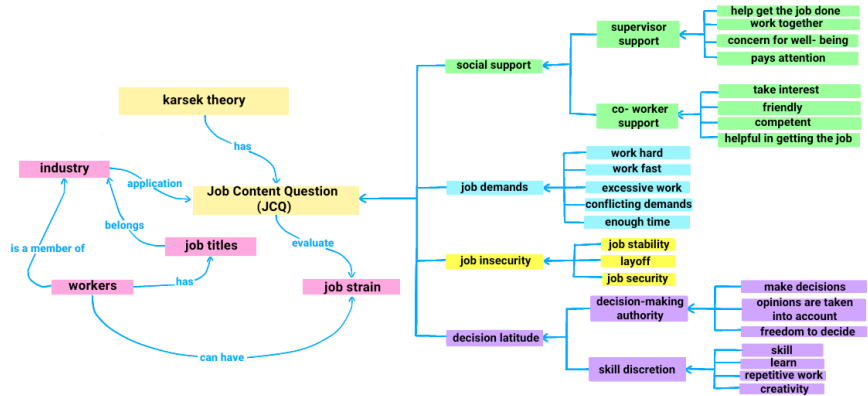 karsek theory
has
industry
application
Job Content Question
(JCQ)
belongs
is a member of
job titles
evaluate
workers
has
job strain
can have
social support
supervisor
support
help get the job done
work together
concern for well- being
pays attention
co- worker
support
take interest
friendly
competent
helpful in getting the job
job demands
work hard
work fast
excessive work
conflicting demands
enough time
job insecurity
job stability
layoff
job security
decision latitude
decision-making
authority
make decisions
opinions are taken
into account
freedom to decide
skill discretion
skill
learn
repetitive work
creativity